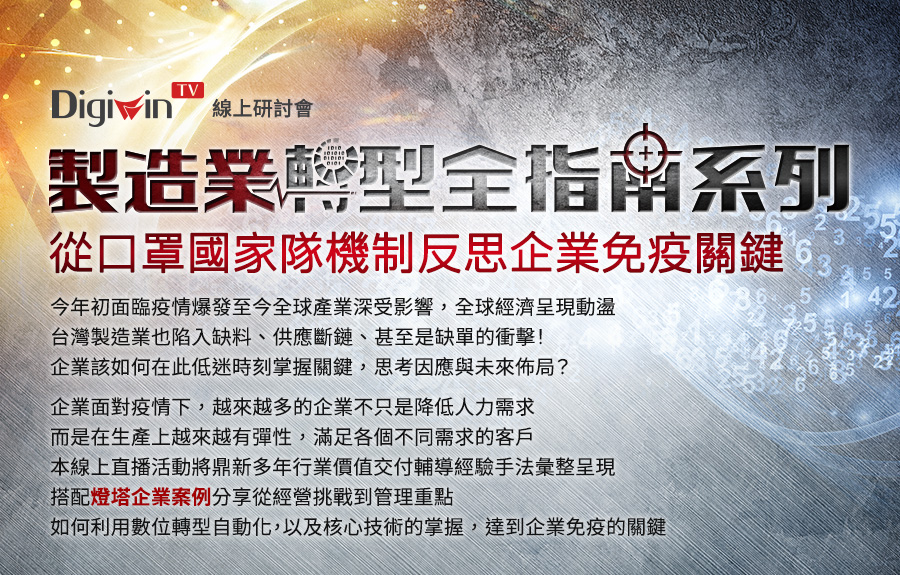 Digiwin TV 線上研討會
製造業轉型全指南系列
從口罩國家隊機制反思企業免疫關鍵
今年初面臨疫情爆發至今全球產業深受影響，全球經濟呈現動盪
台灣製造業也陷入缺料、供應斷鏈、甚至是缺單的衝擊！
企業該如何在此低迷時刻掌握關鍵，思考因應與未來佈局？
企業面對疫情下，越來越多的企業不只是降低人力需求
而是在生產上越來越有彈性，滿足各個不同需求的客戶
本線上直播活動將鼎新多年行業價值交付輔導經驗手法彙整呈現
搭配燈塔企業案例分享從經營挑戰到管理重點
如何利用數位轉型自動化，以及核心技術的掌握，達到企業免疫的關鍵